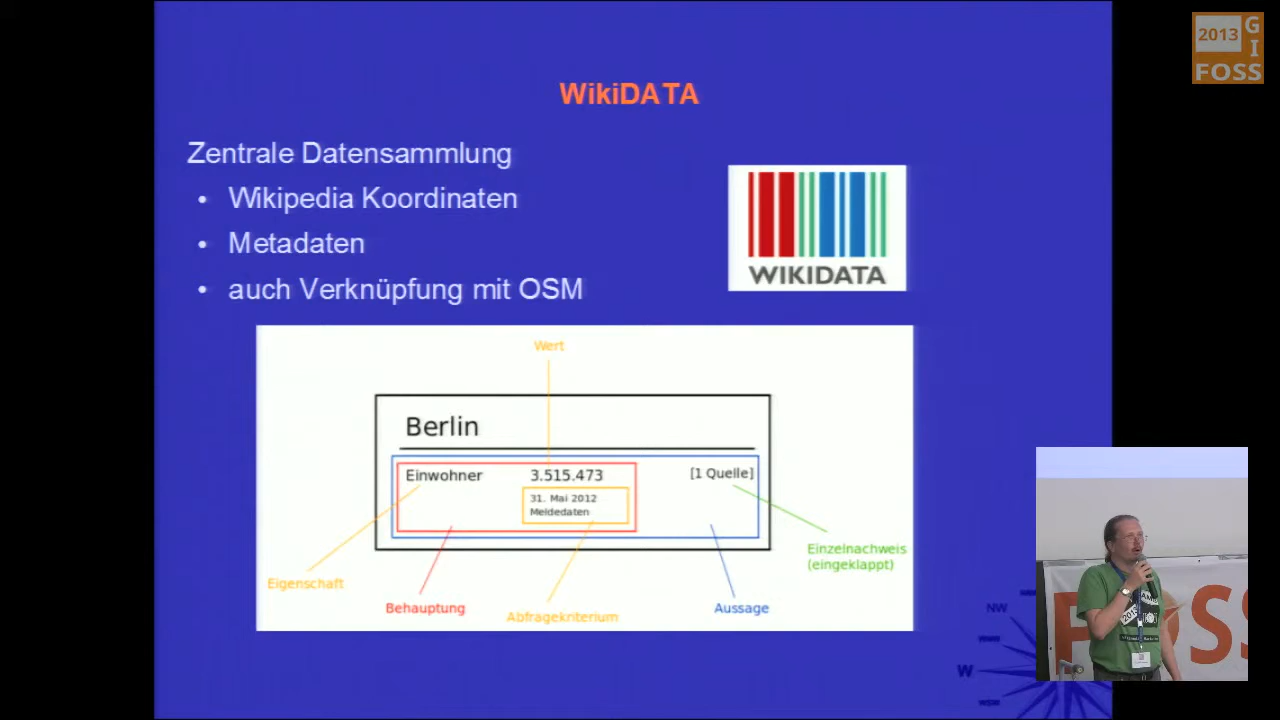 2013
G
I
FOSS
WikiDATA
Zentrale Datensammlung
• Wikipedia Koordinaten
• Metadaten
• auch Verknüpfung mit OSM
WIKIDATA
Wert
Berlin
Einwohner 3.515.473 [1 Quelle]
31. Mai 2012
Meldedaten
Einzelnachweis
(eingeklappt)
Eigenschaft
Behauptung
Abfragekriterium
Aussage
NW
W
FOSS